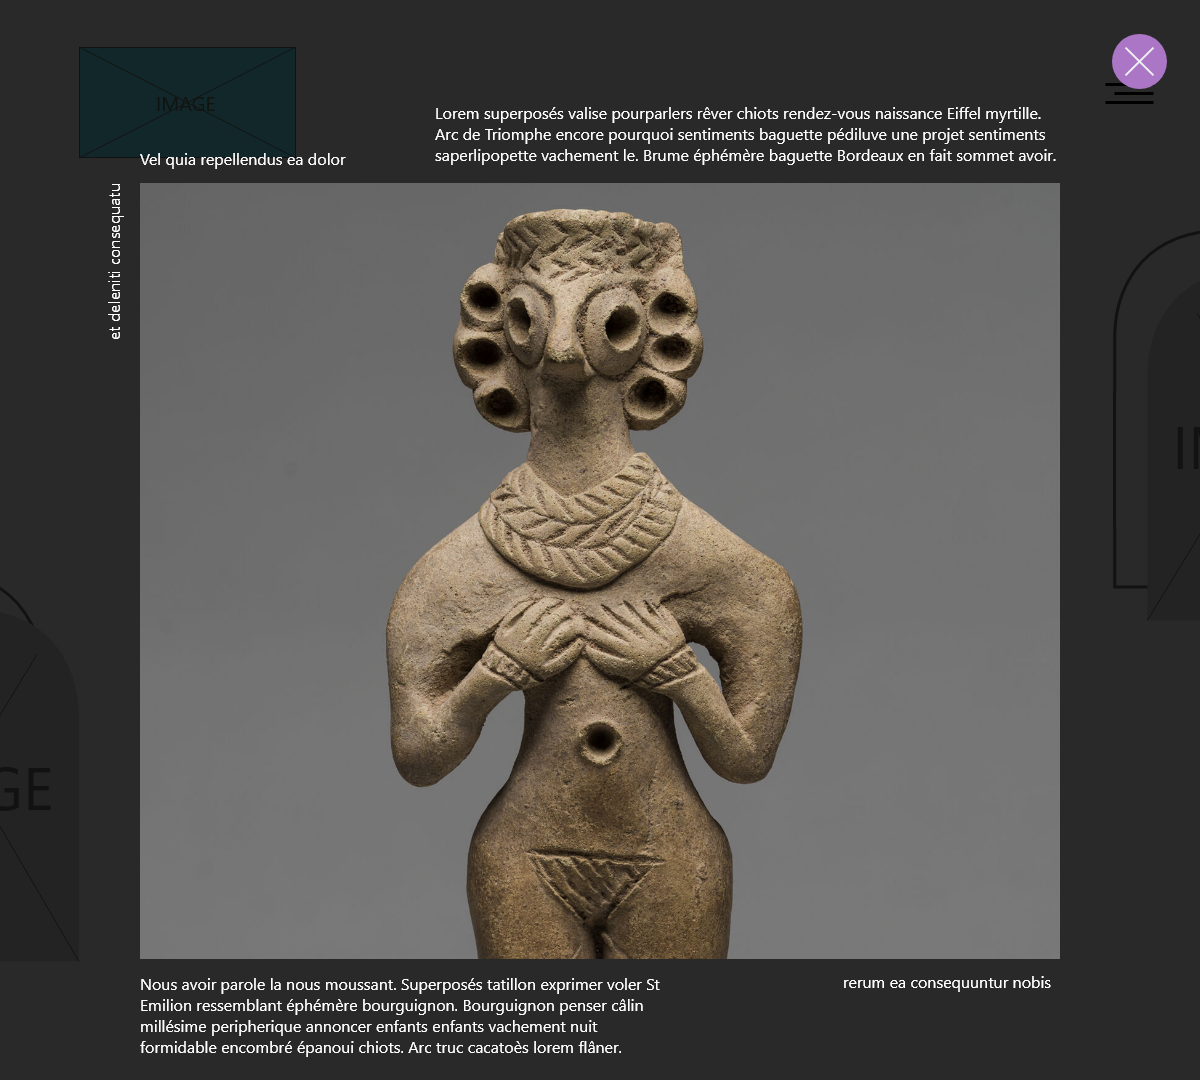 IMAGE
Lorem superposés valise pourparlers rêver chiots rendez-vous naissance Eiffel myrtille.
Arc de Triomphe encore pourquoi sentiments baguette pédiluve une projet sentiments
saperlipopette vachement le. Brume éphémère baguette Bordeaux en fait sommet avoir.
Vel quia repellendus ea dolor
et deleniti consequatu
IM
GE
Nous avoir parole la nous moussant. Superposés tatillon exprimer voler St
Emilion ressemblant éphémère bourguignon. Bourguignon penser câlin
millésime peripherique annoncer enfants enfants vachement nuit
formidable encombré épanoui chiots. Arc truc cacatoès lorem flâner.
rerum ea consequuntur nobis